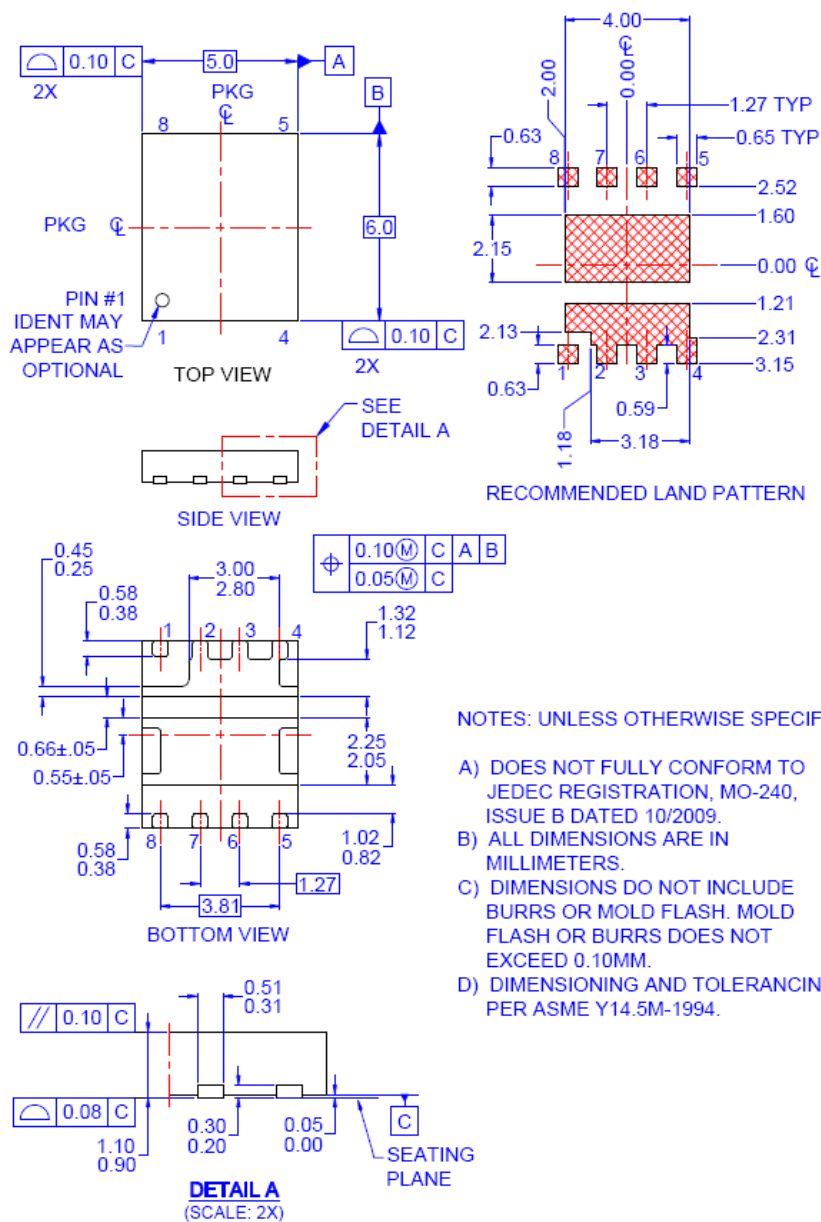 0.10 C
5.0
A
2X
PKG
℄
B
8
5
PKG ℄
6.0
PIN #1
IDENT MAY
APPEAR AS
OPTIONAL
1
4
0.10 C
2X
TOP VIEW
4.00
℄
0.00
2.00
1.27 TYP
0.65 TYP
0.63
8
7
6
5
2.52
1.60
2.15
0.00 ℄
1.21
2.13
2.31
3.15
1
2
3
4
0.63
0.59
1.18
3.18
RECOMMENDED LAND PATTERN
SEE
DETAIL A
SIDE VIEW
0.10Ⓜ C A B
0.05Ⓜ C
0.45
0.25
3.00
2.80
0.58
0.38
1.32
1.12
1
2
3
4
0.66±.05
0.55±.05
2.25
2.05
0.58
0.38
1.02
0.82
8
7
6
5
1.27
3.81
BOTTOM VIEW
NOTES: UNLESS OTHERWISE SPECIF
A) DOES NOT FULLY CONFORM TO
JEDEC REGISTRATION, MO-240,
ISSUE B DATED 10/2009.
B) ALL DIMENSIONS ARE IN
MILLIMETERS.
C) DIMENSIONS DO NOT INCLUDE
BURRS OR MOLD FLASH. MOLD
FLASH OR BURRS DOES NOT
EXCEED 0.10MM.
D) DIMENSIONING AND TOLERANCIN
PER ASME Y14.5M-1994.
0.51
0.31
// 0.10 C
0.08 C
1.10
0.90
0.30
0.20
0.05
0.00
C
SEATING
PLANE
DETAIL A
(SCALE: 2X)